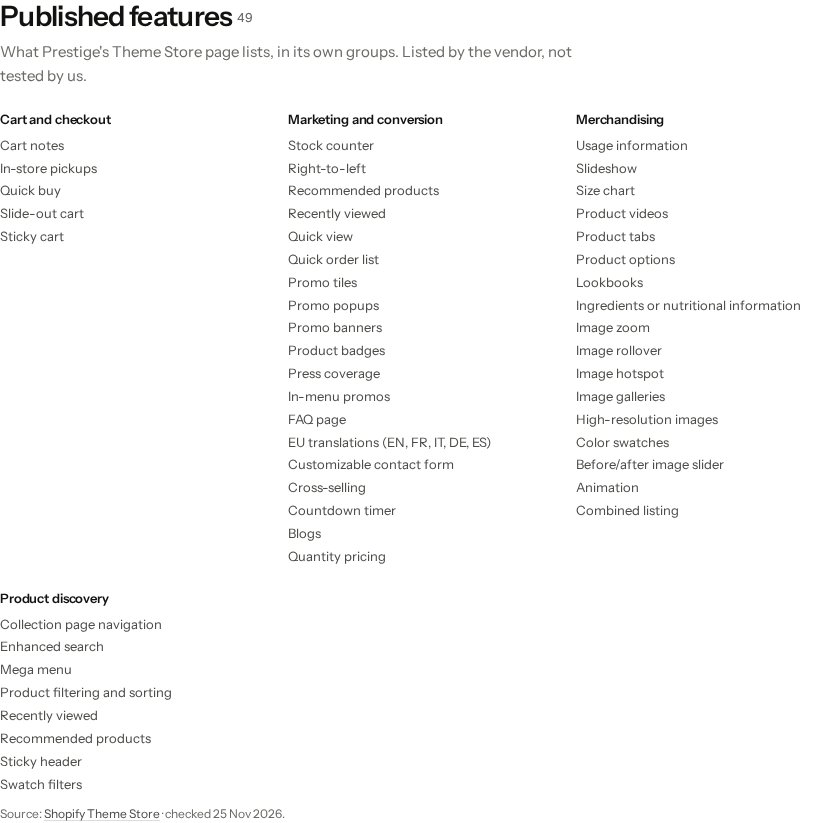 Published features 49
What Prestige's Theme Store page lists, in its own groups. Listed by the vendor, not
tested by us.
Cart and checkout
Cart notes
In-store pickups
Quick buy
Slide-out cart
Sticky cart
Marketing and conversion
Stock counter
Right-to-left
Recommended products
Recently viewed
Quick view
Quick order list
Promo tiles
Promo popups
Promo banners
Product badges
Press coverage
In-menu promos
FAQ page
EU translations (EN, FR, IT, DE, ES)
Customizable contact form
Cross-selling
Countdown timer
Blogs
Quantity pricing
Merchandising
Usage information
Slideshow
Size chart
Product videos
Product tabs
Product options
Lookbooks
Ingredients or nutritional information
Image zoom
Image rollover
Image hotspot
Image galleries
High-resolution images
Color swatches
Before/after image slider
Animation
Combined listing
Product discovery
Collection page navigation
Enhanced search
Mega menu
Product filtering and sorting
Recently viewed
Recommended products
Sticky header
Swatch filters
Source: Shopify Theme Store · checked 25 Nov 2026.